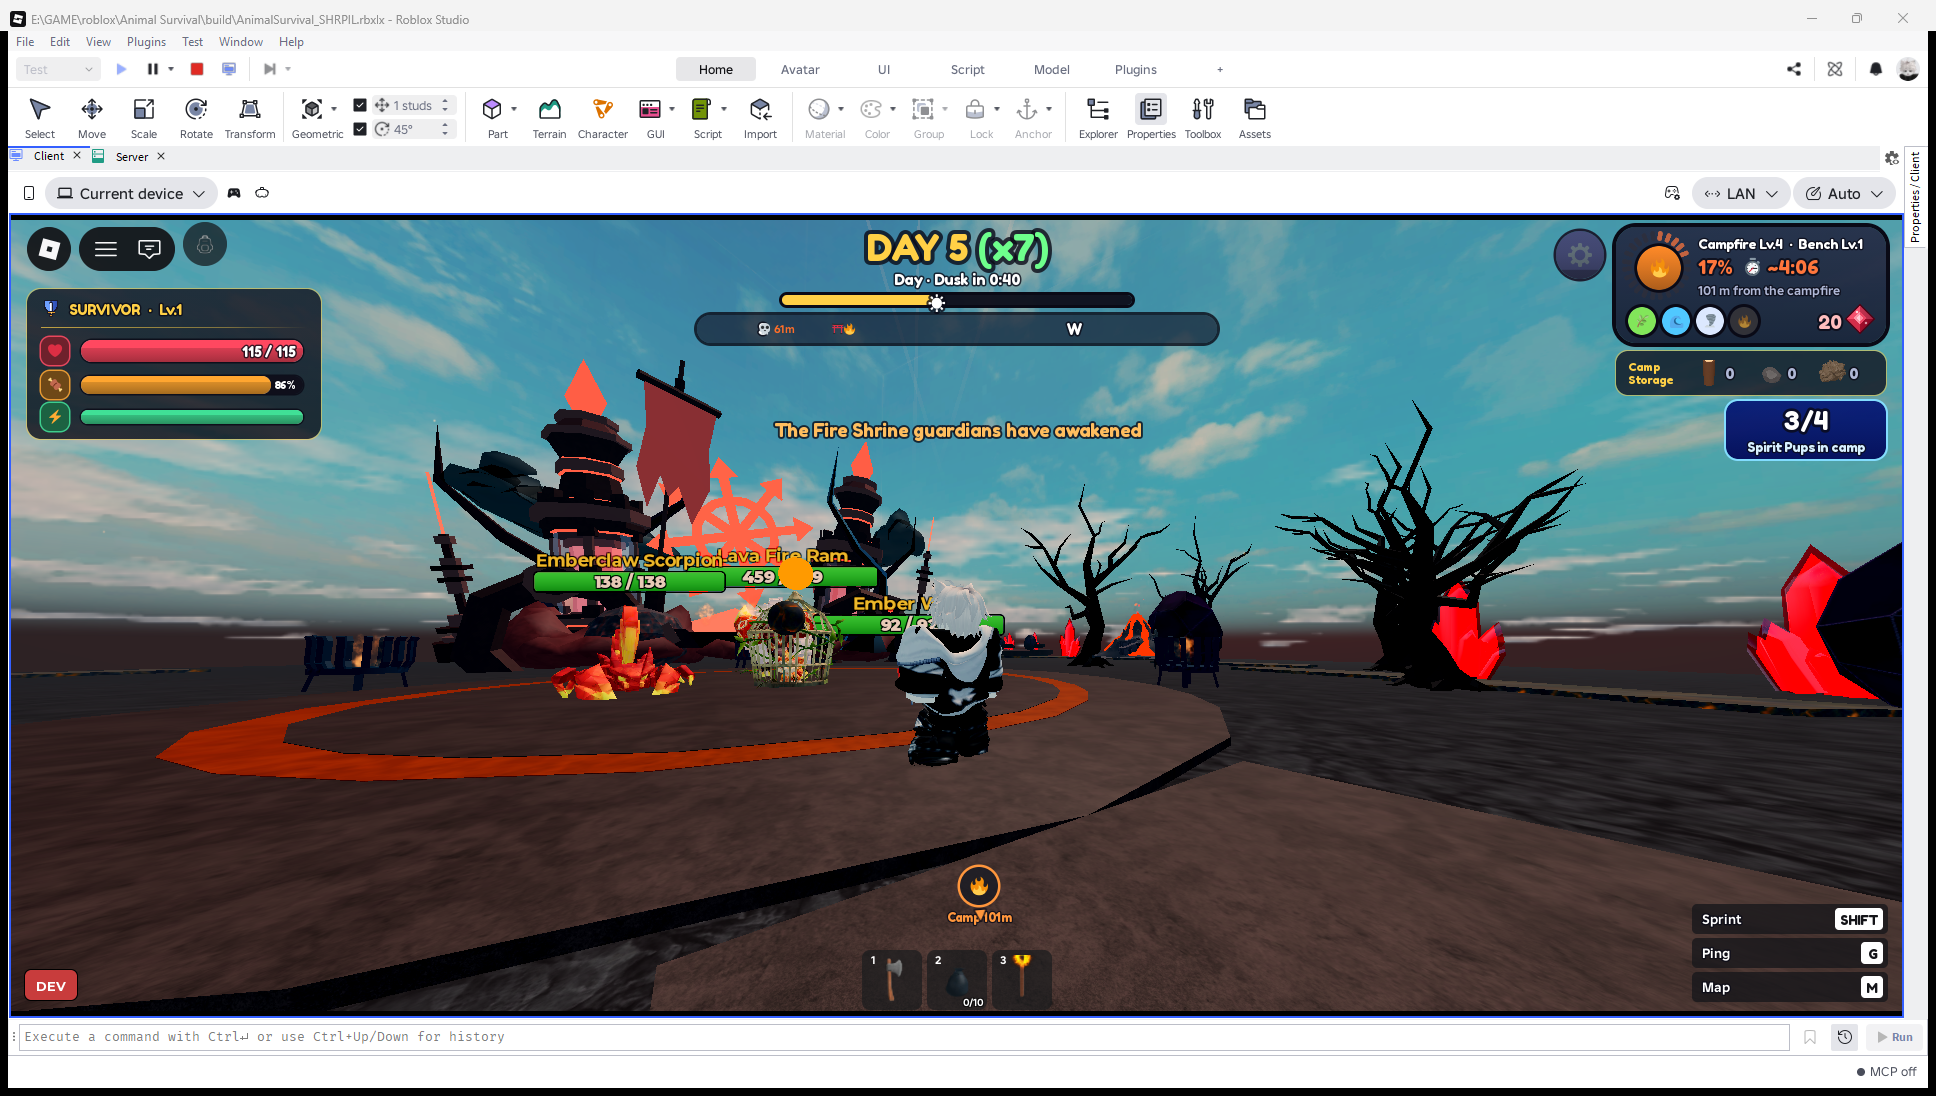 E:\GAME\roblox\Animal Survival\build\AnimalSurvival_SHRPIL.rbxlx - Roblox Studio
File Edit View Plugins Test Window Help
Test
Home Avatar UI Script Model Plugins +
1 studs
45°
Select Move Scale Rotate Transform Geometric Part Terrain Character GUI Script Import Material Color Group Lock Anchor Explorer Properties Toolbox Assets
Client Server
Properties / Client
Current device
LAN Auto
DAY 5 (x7)
Day · Dusk in 0:40
61m
W
SURVIVOR · Lv.1
115 / 115
86%
Campfire Lv.4 · Bench Lv.1
17% ~4:06
101 m from the campfire
20
Camp Storage
0 0 0
3/4
Spirit Pups in camp
The Fire Shrine guardians have awakened
Emberclaw Scorpion
138 / 138
Lava Fire Ram
459
9
Ember
92 / 92
Camp 101m
1 2 3
0/10
Sprint SHIFT
Ping G
Map M
DEV
Execute a command with Ctrl+↵ or use Ctrl+Up/Down for history
Run
MCP off